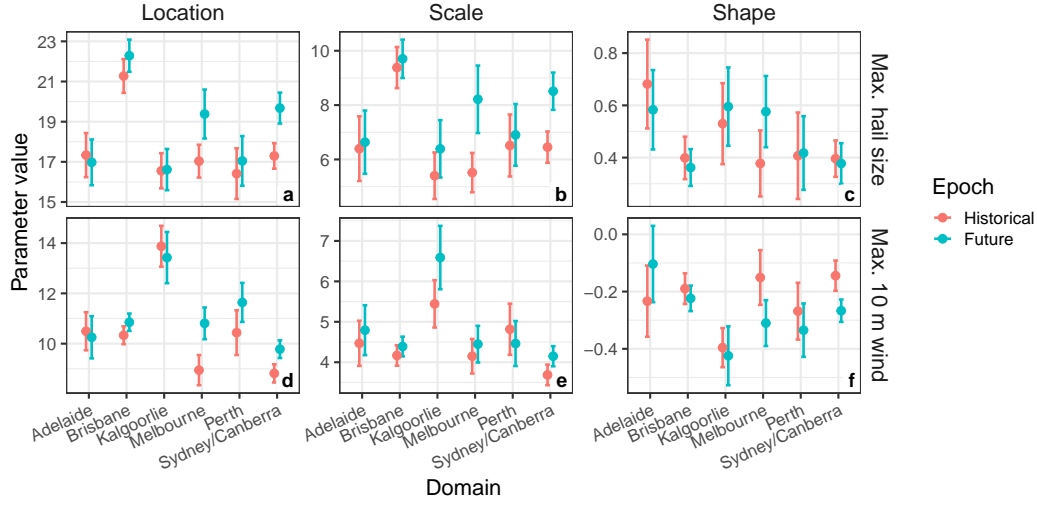 Location
Scale
Shape
Parameter value
23
21
19
17
15
a
10
8
6
b
0.8
0.6
0.4
c
Max. hail size
14
12
10
8
d
7
6
5
4
e
0.0
−0.2
−0.4
f
Max. 10 m wind
Epoch
Historical
Future
Adelaide
Brisbane
Kalgoorlie
Melbourne
Perth
Sydney/Canberra
Adelaide
Brisbane
Kalgoorlie
Melbourne
Perth
Sydney/Canberra
Adelaide
Brisbane
Kalgoorlie
Melbourne
Perth
Sydney/Canberra
Domain